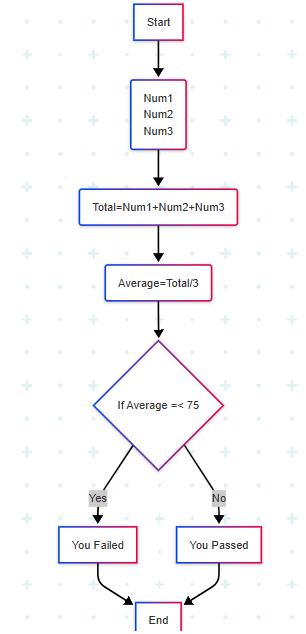 Start
Num1
Num2
Num3
Total=Num1+Num2+Num3
Average=Total/3
If Average =< 75
Yes
No
You Failed
You Passed
End